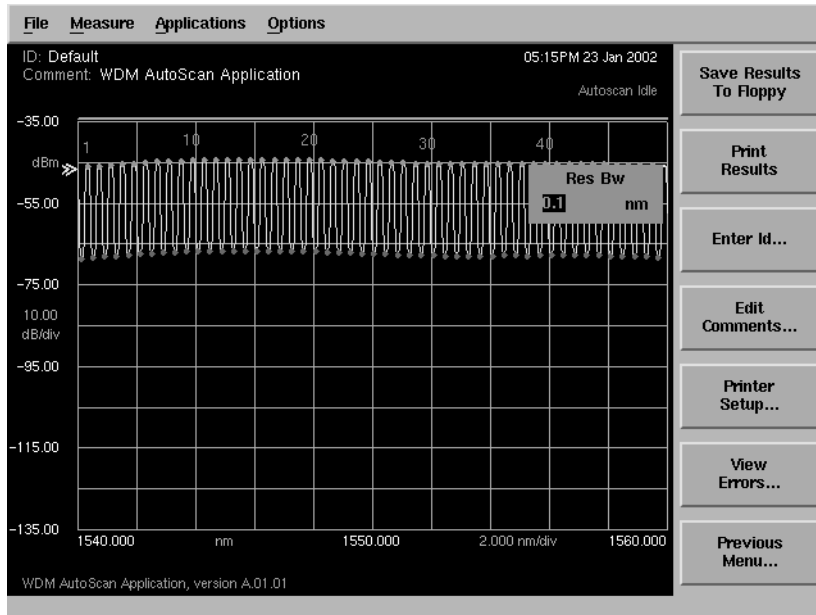 File Measure Applications Options
ID: Default
05:15PM 23 Jan 2002
Comment: WDM AutoScan Application
Autoscan Idle
-35.00
1 10 20 30 40
dBm
Res Bw
0.1 nm
-55.00
-75.00
10.00
dB/div
-95.00
-115.00
-135.00
1540.000 nm 1550.000 2.000 nm/div 1560.000
WDM AutoScan Application, version A.01.01
Save Results
To Floppy
Print
Results
Enter Id...
Edit
Comments...
Printer
Setup...
View
Errors...
Previous
Menu...